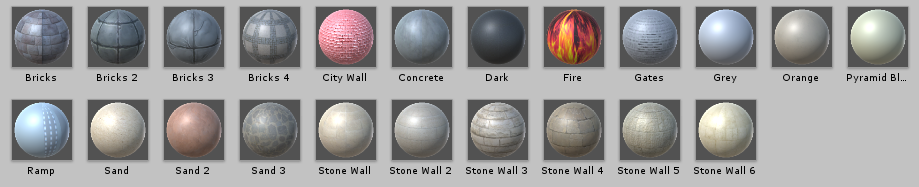 Bricks Bricks 2 Bricks 3 Bricks 4 City Wall Concrete Dark Fire Gates Grey Orange Pyramid Bl...
Ramp Sand Sand 2 Sand 3 Stone Wall Stone Wall 2 Stone Wall 3 Stone Wall 4 Stone Wall 5 Stone Wall 6